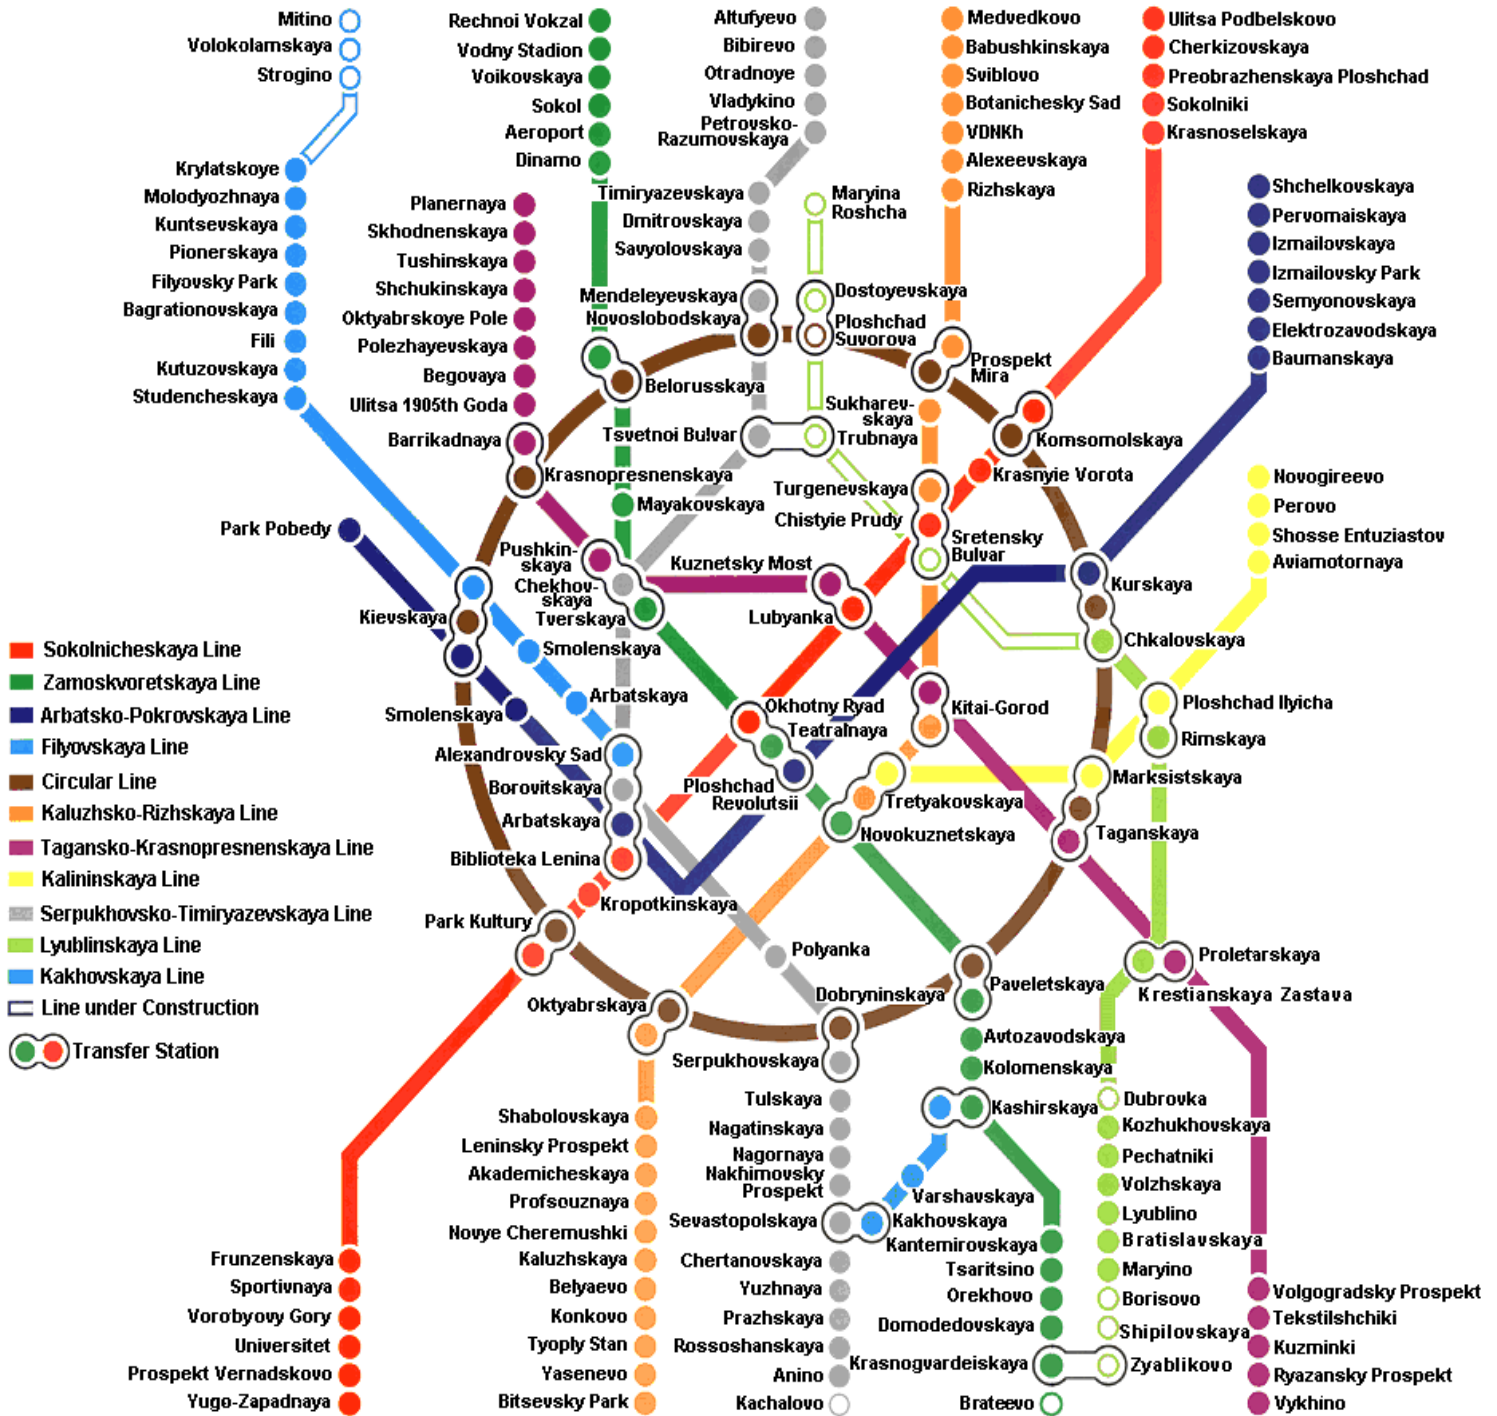 Mitino
Volokolamskaya
Strogino
Krylatskoye
Molodyozhnaya
Kuntsevskaya
Pionerskaya
Filyovsky Park
Bagrationovskaya
Fili
Kutuzovskaya
Studencheskaya
Rechnoi Vokzal
Vodny Stadion
Voikovskaya
Sokol
Aeroport
Dinamo
Planernaya
Skhodnenskaya
Tushinskaya
Shchukinskaya
Oktyabrskoye Pole
Polezhayevskaya
Begovaya
Ulitsa 1905th Goda
Barrikadnaya
Altufyevo
Bibirevo
Otradnoye
Vladykino
Petrovsko-
Razumovskaya
Timiryazevskaya
Dmitrovskaya
Savyolovskaya
Mendeleyevskaya
Novoslobodskaya
Maryina
Roshcha
Dostoyevskaya
Ploshchad
Suvorova
Medvedkovo
Babushkinskaya
Sviblovo
Botanichesky Sad
VDNKh
Alexeevskaya
Rizhskaya
Prospekt
Mira
Ulitsa Podbelskovo
Cherkizovskaya
Preobrazhenskaya Ploshchad
Sokolniki
Krasnoselskaya
Shchelkovskaya
Pervomaiskaya
Izmailovskaya
Izmailovsky Park
Semyonovskaya
Elektrozavodskaya
Baumanskaya
Belorusskaya
Tsvetnoi Bulvar
Trubnaya
Sukharev-
skaya
Komsomolskaya
Krasnyie Vorota
Krasnopresnenskaya
Mayakovskaya
Turgenevskaya
Chistyie Prudy
Sretensky
Bulvar
Novogireevo
Perovo
Shosse Entuziastov
Aviamotornaya
Park Pobedy
Pushkin-
skaya
Chekhov-
skaya
Tverskaya
Kuznetsky Most
Lubyanka
Kurskaya
Chkalovskaya
Kievskaya
Smolenskaya
Arbatskaya
Smolenskaya
Alexandrovsky Sad
Borovitskaya
Arbatskaya
Biblioteka Lenina
Okhotny Ryad
Teatralnaya
Ploshchad
Revolutsii
Kitai-Gorod
Ploshchad Ilyicha
Rimskaya
Tretyakovskaya
Novokuznetskaya
Marksistskaya
Taganskaya
Sokolnicheskaya Line
Zamoskvoretskaya Line
Arbatsko-Pokrovskaya Line
Filyovskaya Line
Circular Line
Kaluzhsko-Rizhskaya Line
Tagansko-Krasnopresnenskaya Line
Kalininskaya Line
Serpukhovsko-Timiryazevskaya Line
Lyublinskaya Line
Kakhovskaya Line
Line under Construction
Transfer Station
Kropotkinskaya
Park Kultury
Polyanka
Oktyabrskaya
Dobryninskaya
Serpukhovskaya
Paveletskaya
Proletarskaya
Krestianskaya Zastava
Avtozavodskaya
Kolomenskaya
Kashirskaya
Varshavskaya
Kakhovskaya
Kantemirovskaya
Tsaritsino
Orekhovo
Domodedovskaya
Krasnogvardeiskaya
Brateevo
Tulskaya
Nagatinskaya
Nagornaya
Nakhimovsky
Prospekt
Sevastopolskaya
Chertanovskaya
Yuzhnaya
Prazhskaya
Rossoshanskaya
Anino
Kachalovo
Shabolovskaya
Leninsky Prospekt
Akademicheskaya
Profsouznaya
Novye Cheremushki
Kaluzhskaya
Belyaevo
Konkovo
Tyoply Stan
Yasenevo
Bitsevsky Park
Frunzenskaya
Sportivnaya
Vorobyovy Gory
Universitet
Prospekt Vernadskovo
Yugo-Zapadnaya
Dubrovka
Kozhukhovskaya
Pechatniki
Volzhskaya
Lyublino
Bratislavskaya
Maryino
Borisovo
Shipilovskaya
Zyablikovo
Volgogradsky Prospekt
Tekstilshchiki
Kuzminki
Ryazansky Prospekt
Vykhino